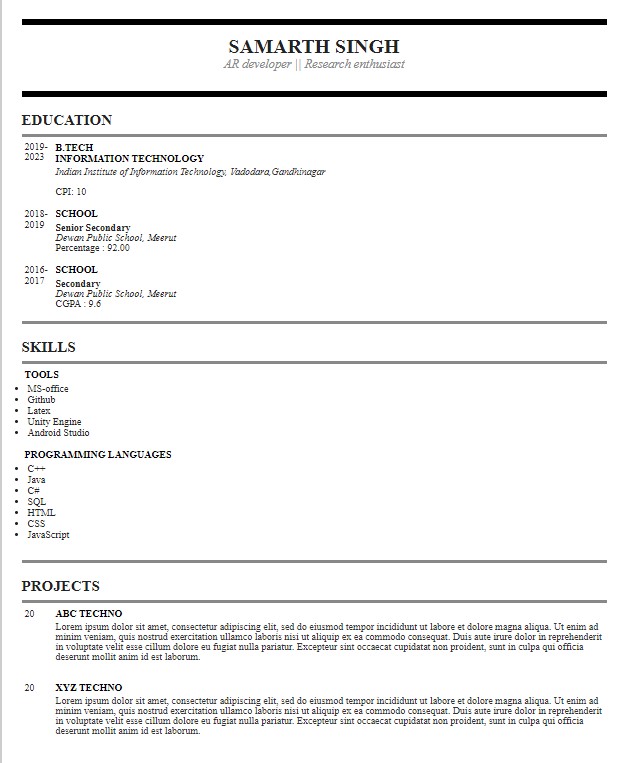 SAMARTH SINGH
AR developer || Research enthusiast
EDUCATION
2019- B.TECH
2023 INFORMATION TECHNOLOGY
Indian Institute of Information Technology, Vadodara,Gandhinagar
CPI: 10
2018- SCHOOL
2019 Senior Secondary
Dewan Public School, Meerut
Percentage : 92.00
2016- SCHOOL
2017 Secondary
Dewan Public School, Meerut
CGPA : 9.6
SKILLS
TOOLS
• MS-office
• Github
• Latex
• Unity Engine
• Android Studio
PROGRAMMING LANGUAGES
• C++
• Java
• C#
• SQL
• HTML
• CSS
• JavaScript
PROJECTS
20 ABC TECHNO
Lorem ipsum dolor sit amet, consectetur adipiscing elit, sed do eiusmod tempor incididunt ut labore et dolore magna aliqua. Ut enim ad
minim veniam, quis nostrud exercitation ullamco laboris nisi ut aliquip ex ea commodo consequat. Duis aute irure dolor in reprehenderit
in voluptate velit esse cillum dolore eu fugiat nulla pariatur. Excepteur sint occaecat cupidatat non proident, sunt in culpa qui officia
deserunt mollit anim id est laborum.
20 XYZ TECHNO
Lorem ipsum dolor sit amet, consectetur adipiscing elit, sed do eiusmod tempor incididunt ut labore et dolore magna aliqua. Ut enim ad
minim veniam, quis nostrud exercitation ullamco laboris nisi ut aliquip ex ea commodo consequat. Duis aute irure dolor in reprehenderit
in voluptate velit esse cillum dolore eu fugiat nulla pariatur. Excepteur sint occaecat cupidatat non proident, sunt in culpa qui officia
deserunt mollit anim id est laborum.